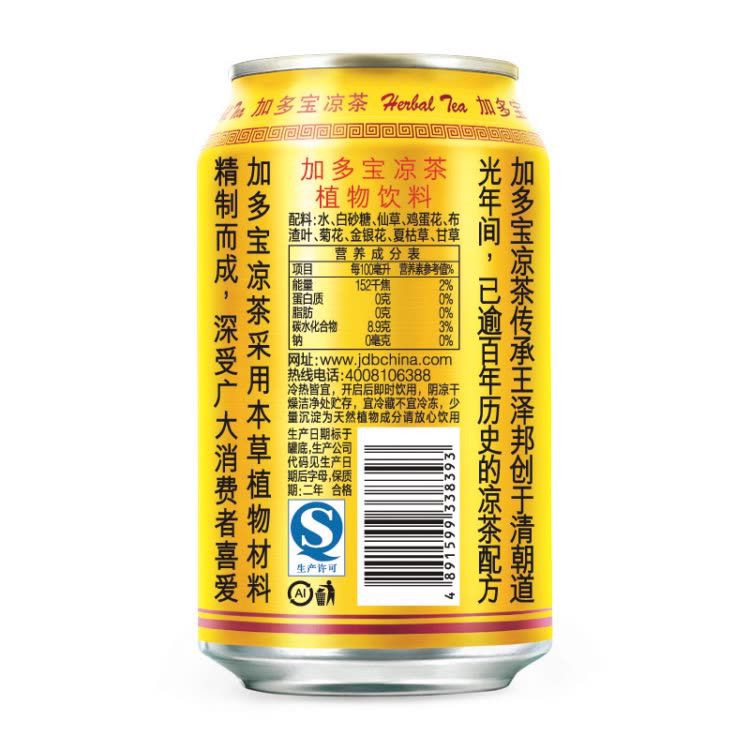 加多宝凉茶 Herbal Tea 加多宝
加多宝凉茶
植物饮料
配料:水、白砂糖、仙草、鸡蛋花、布
渣叶、菊花、金银花、夏枯草、甘草
营养成分表
项目 每100毫升 营养素参考值%
能量 152千焦 2%
蛋白质 0克 0%
脂肪 0克 0%
碳水化合物 8.9克 3%
钠 0毫克 0%
网址:www.jdbchina.com
热线电话:4008106388
冷热皆宜,开启后即时饮用,阴凉干
燥洁净处贮存,宜冷藏不宜冷冻,少
量沉淀为天然植物成分请放心饮用
生产日期标于
罐底,生产公司
代码见生产日
期后字母,保质
期:二年 合格
生产许可
AI
4 891599 338393
加多宝凉茶传承王泽邦创于清朝道
光年间,已逾百年历史的凉茶配方
加多宝凉茶采用本草植物材料
精制而成,深受广大消费者喜爱